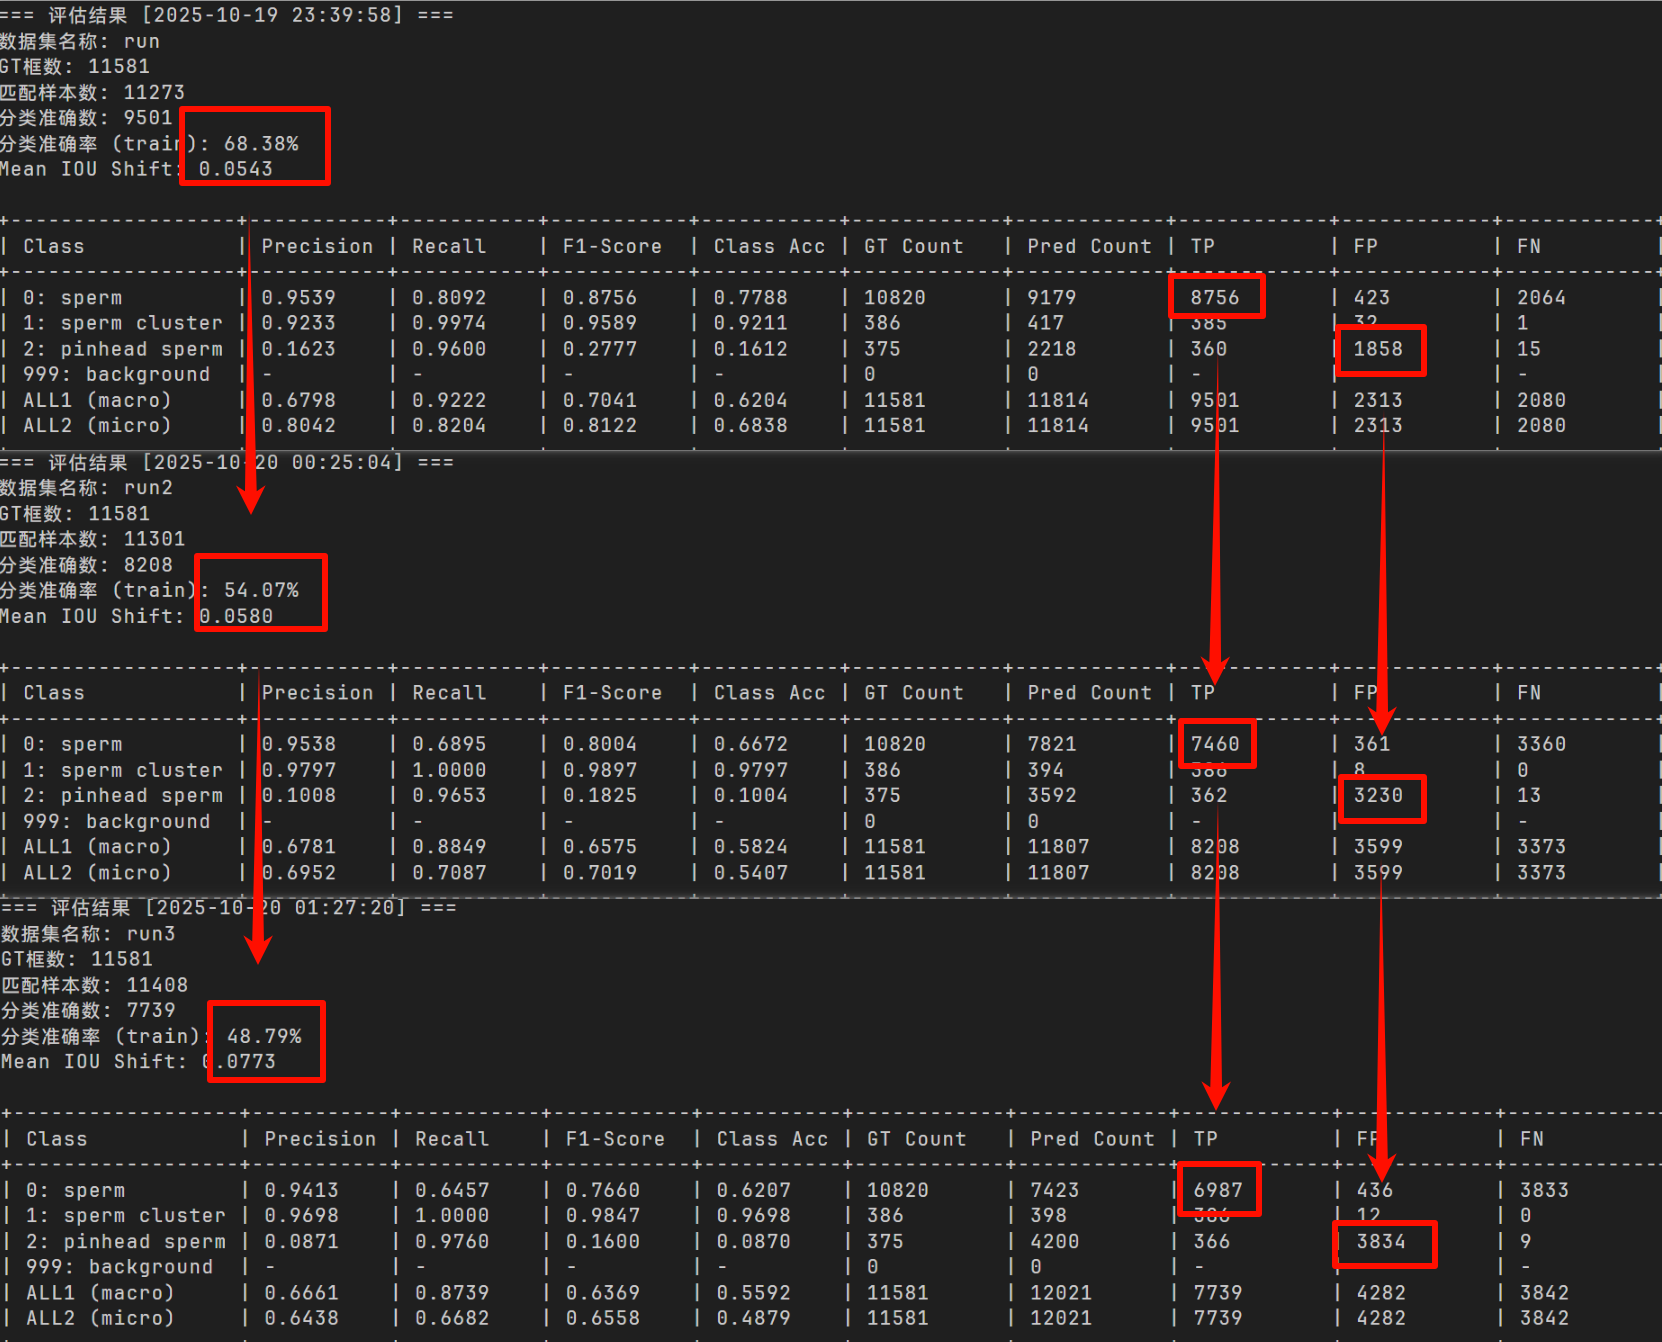 === 评估结果 [2025-10-19 23:39:58] ===
数据集名称: run
GT框数: 11581
匹配样本数: 11273
分类准确数: 9501
分类准确率 (train): 68.38%
Mean IOU Shift: 0.0543
| Class | Precision | Recall | F1-Score | Class Acc | GT Count | Pred Count | TP | FP | FN
| 0: sperm | 0.9539 | 0.8092 | 0.8756 | 0.7788 | 10820 | 9179 | 8756 | 423 | 2064
| 1: sperm cluster | 0.9233 | 0.9974 | 0.9589 | 0.9211 | 386 | 417 | 385 | 32 | 1
| 2: pinhead sperm | 0.1623 | 0.9600 | 0.2777 | 0.1612 | 375 | 2218 | 360 | 1858 | 15
| 999: background | - | - | - | - | 0 | 0 | - | - | -
| ALL1 (macro) | 0.6798 | 0.9222 | 0.7041 | 0.6204 | 11581 | 11814 | 9501 | 2313 | 2080
| ALL2 (micro) | 0.8042 | 0.8204 | 0.8122 | 0.6838 | 11581 | 11814 | 9501 | 2313 | 2080
=== 评估结果 [2025-10-20 00:25:04] ===
数据集名称: run2
GT框数: 11581
匹配样本数: 11301
分类准确数: 8208
分类准确率 (train): 54.07%
Mean IOU Shift: 0.0580
| Class | Precision | Recall | F1-Score | Class Acc | GT Count | Pred Count | TP | FP | FN
| 0: sperm | 0.9538 | 0.6895 | 0.8004 | 0.6672 | 10820 | 7821 | 7460 | 361 | 3360
| 1: sperm cluster | 0.9797 | 1.0000 | 0.9897 | 0.9797 | 386 | 394 | 386 | 8 | 0
| 2: pinhead sperm | 0.1008 | 0.9653 | 0.1825 | 0.1004 | 375 | 3592 | 362 | 3230 | 13
| 999: background | - | - | - | - | 0 | 0 | - | | -
| ALL1 (macro) | 0.6781 | 0.8849 | 0.6575 | 0.5824 | 11581 | 11807 | 8208 | 3599 | 3373
| ALL2 (micro) | 0.6952 | 0.7087 | 0.7019 | 0.5407 | 11581 | 11807 | 8208 | 3599 | 3373
=== 评估结果 [2025-10-20 01:27:20] ===
数据集名称: run3
GT框数: 11581
匹配样本数: 11408
分类准确数: 7739
分类准确率 (train): 48.79%
Mean IOU Shift: 0.0773
| Class | Precision | Recall | F1-Score | Class Acc | GT Count | Pred Count | TP | FP | FN
| 0: sperm | 0.9413 | 0.6457 | 0.7660 | 0.6207 | 10820 | 7423 | 6987 | 436 | 3833
| 1: sperm cluster | 0.9698 | 1.0000 | 0.9847 | 0.9698 | 386 | 398 | 386 | 12 | 0
| 2: pinhead sperm | 0.0871 | 0.9760 | 0.1600 | 0.0870 | 375 | 4200 | 366 | 3834 | 9
| 999: background | - | - | - | - | 0 | 0 | - | | -
| ALL1 (macro) | 0.6661 | 0.8739 | 0.6369 | 0.5592 | 11581 | 12021 | 7739 | 4282 | 3842
| ALL2 (micro) | 0.6438 | 0.6682 | 0.6558 | 0.4879 | 11581 | 12021 | 7739 | 4282 | 3842